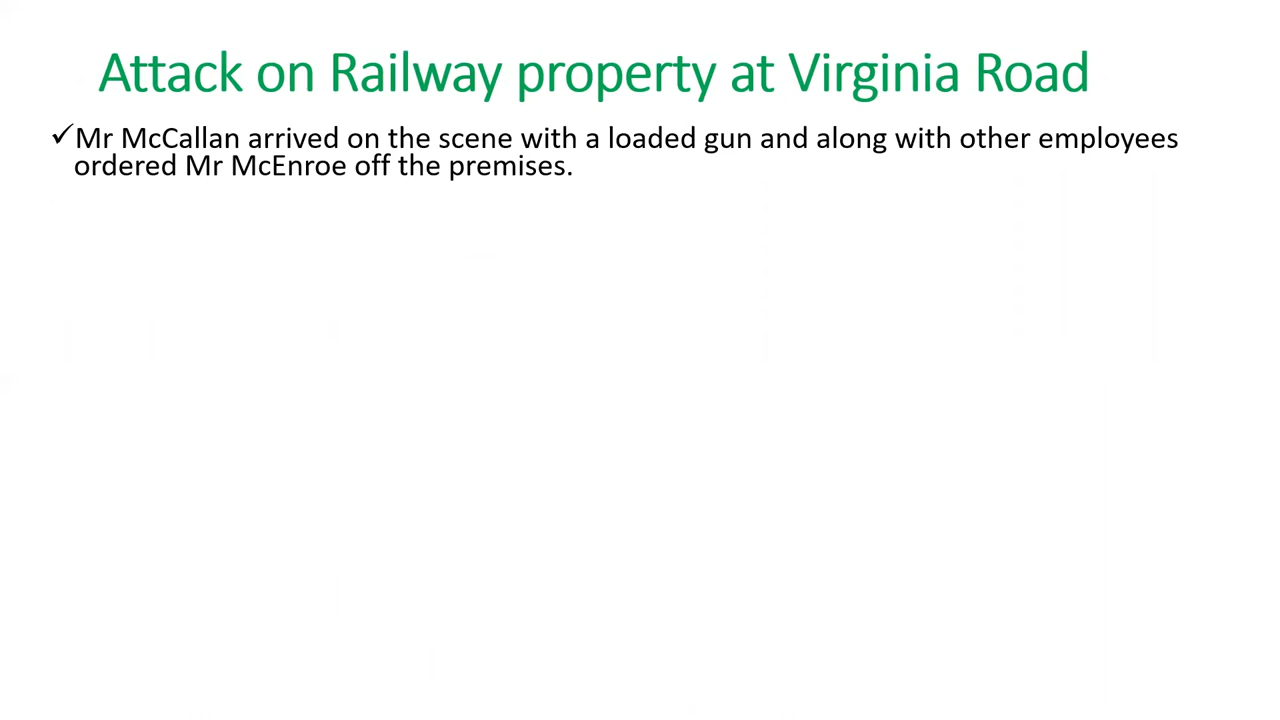 Attack on Railway property at Virginia Road
✓Mr McCallan arrived on the scene with a loaded gun and along with other employees
ordered Mr McEnroe off the premises.